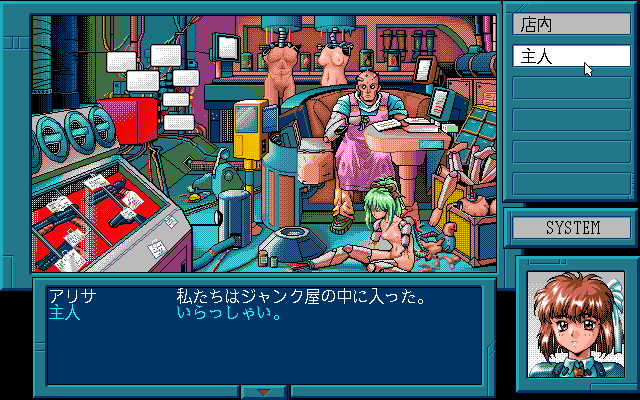 店内
主人
SYSTEM
アリサ 私たちはジャンク屋の中に入った。
主人 いらっしゃい。